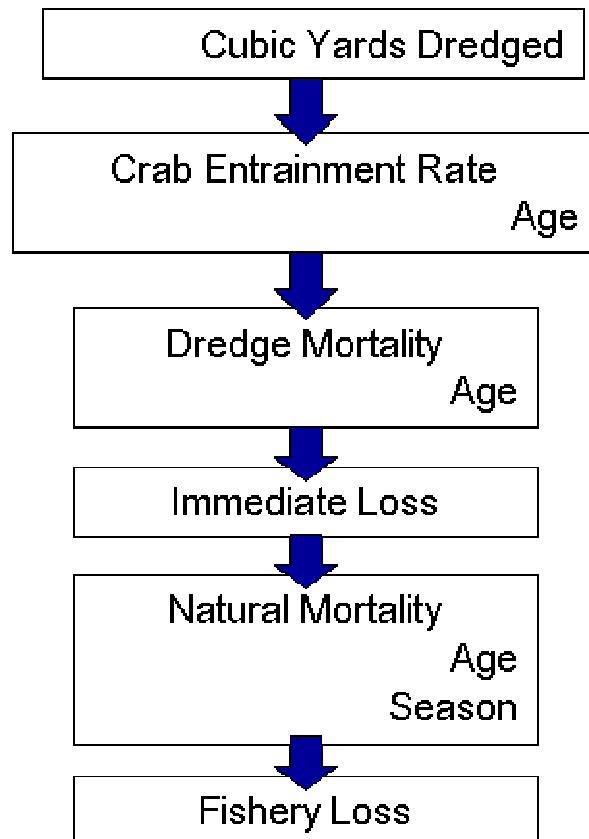 Cubic Yards Dredged
Crab Entrainment Rate
Age
Dredge Mortality
Age
Immediate Loss
Natural Mortality
Age
Season
Fishery Loss